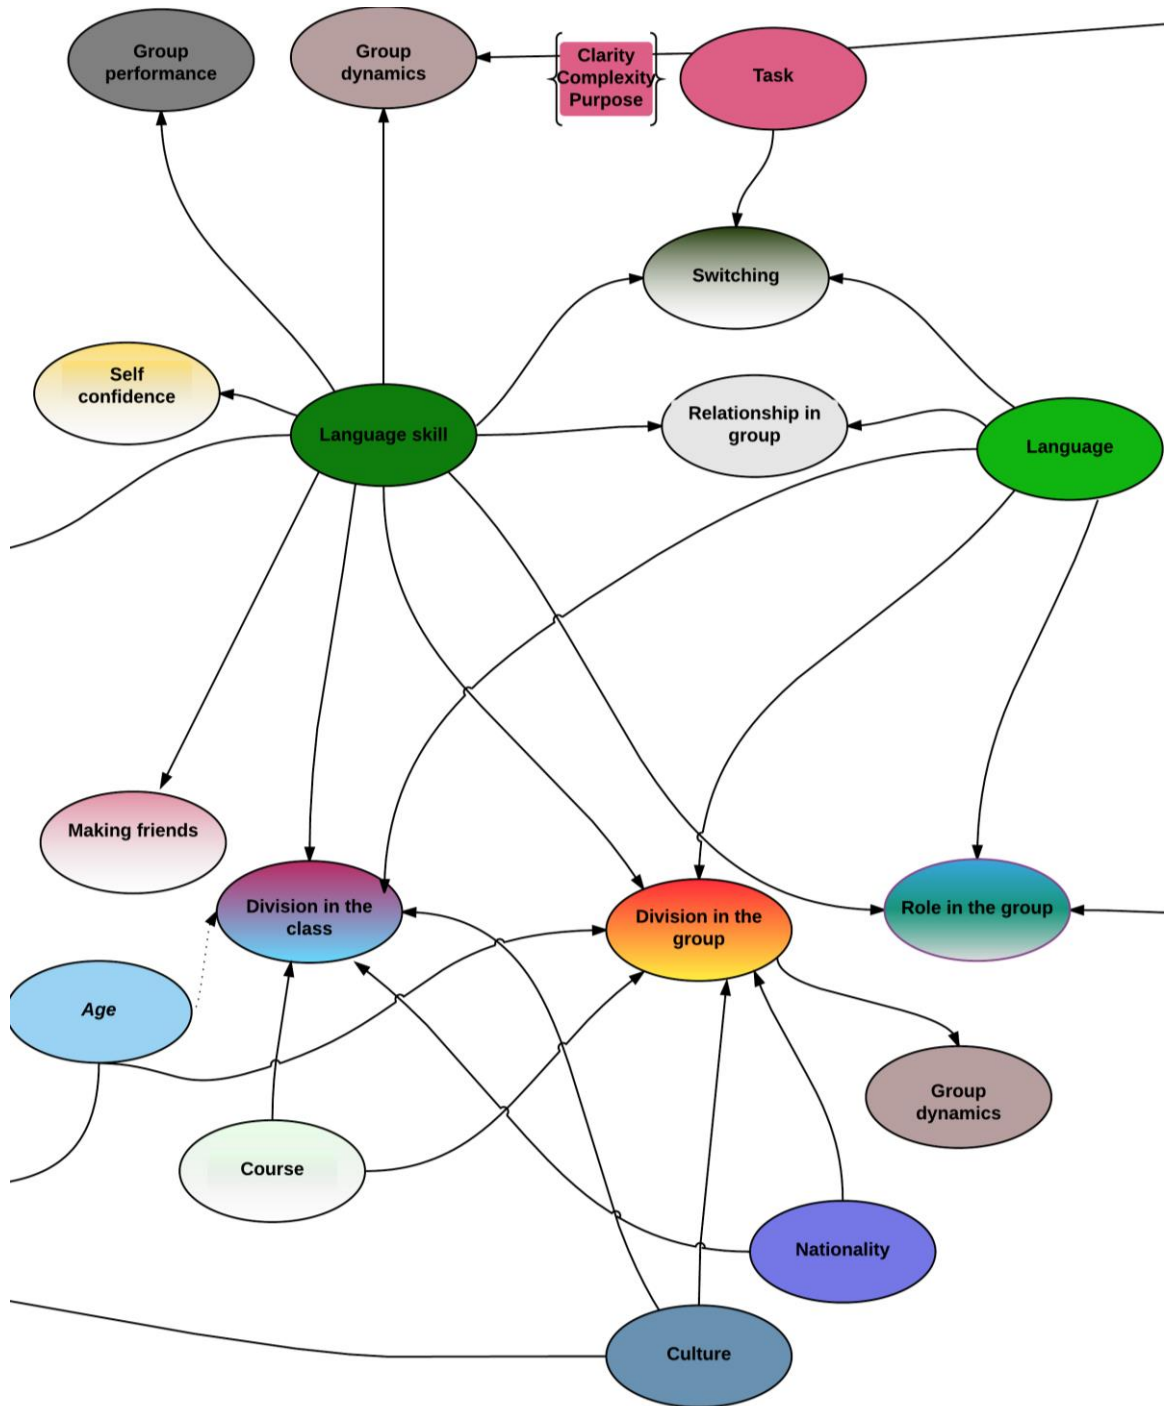 Group
performance
Group
dynamics
Clarity
Complexity
Purpose
Task
Switching
Self
confidence
Language skill
Relationship in
group
Language
Making friends
Division in the
class
Division in the
group
Role in the group
Age
Group
dynamics
Course
Nationality
Culture